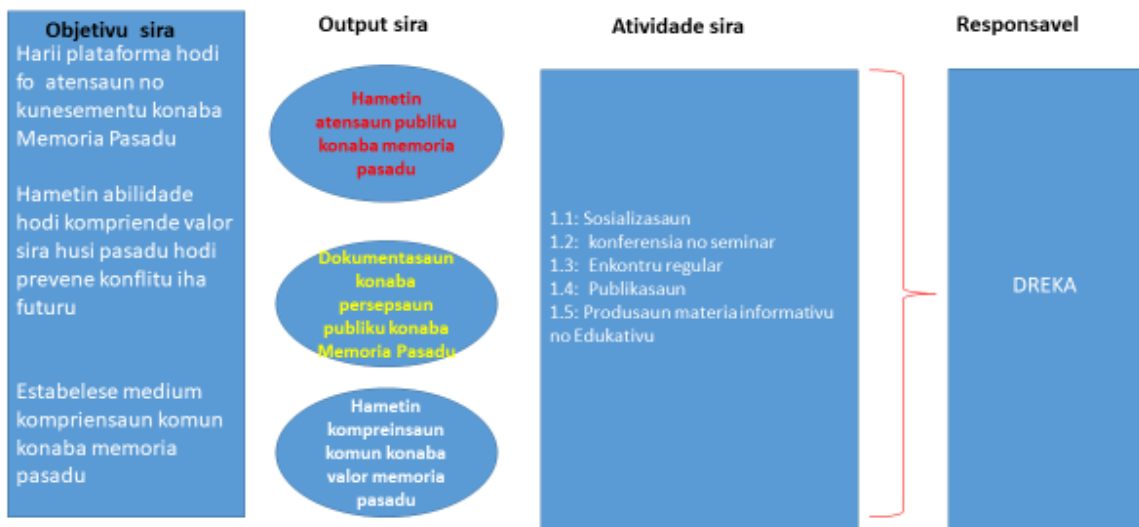 Objetivu sira
Harii plataforma hodi
fo atensaun no
kunesementu konaba
Memoria Pasadu
Hametin abilidade
hodi kompriende valor
sira husi pasadu hodi
prevene konflitu iha
futuru
Estabelese medium
kompriensaun komun
konaba memoria
pasadu
Output sira
Hametin
atensaun publiku
konaba memoria
pasadu
Dokumentasaun
konaba
persepsaun
publiku konaba
Memoria Pasadu
Hametin
kompreinsaun
komun konaba
valor memoria
pasadu
Atividade sira
1.1: Sosializasaun
1.2: konferensia no seminar
1.3: Enkontru regular
1.4: Publikasaun
1.5: Produsaun materia informativu
no Edukativu
Responsavel
DREKA